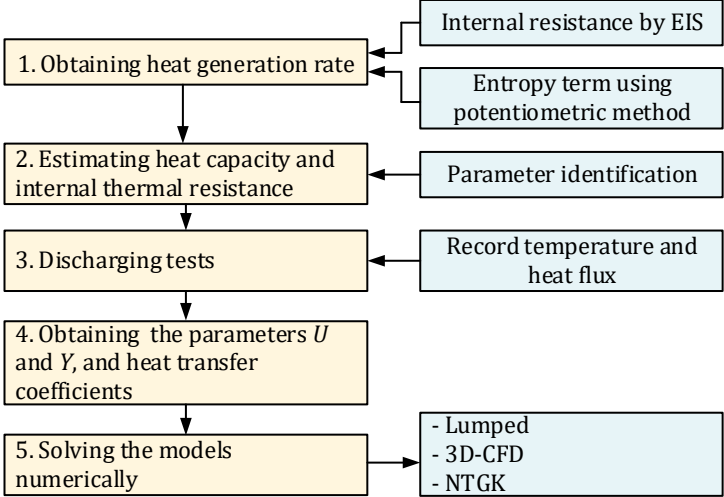 Internal resistance by EIS
1. Obtaining heat generation rate
Entropy term using
potentiometric method
2. Estimating heat capacity and
internal thermal resistance
Parameter identification
3. Discharging tests
Record temperature and
heat flux
4. Obtaining the parameters U
and Y, and heat transfer
coefficients
5. Solving the models
numerically
- Lumped
- 3D-CFD
- NTGK